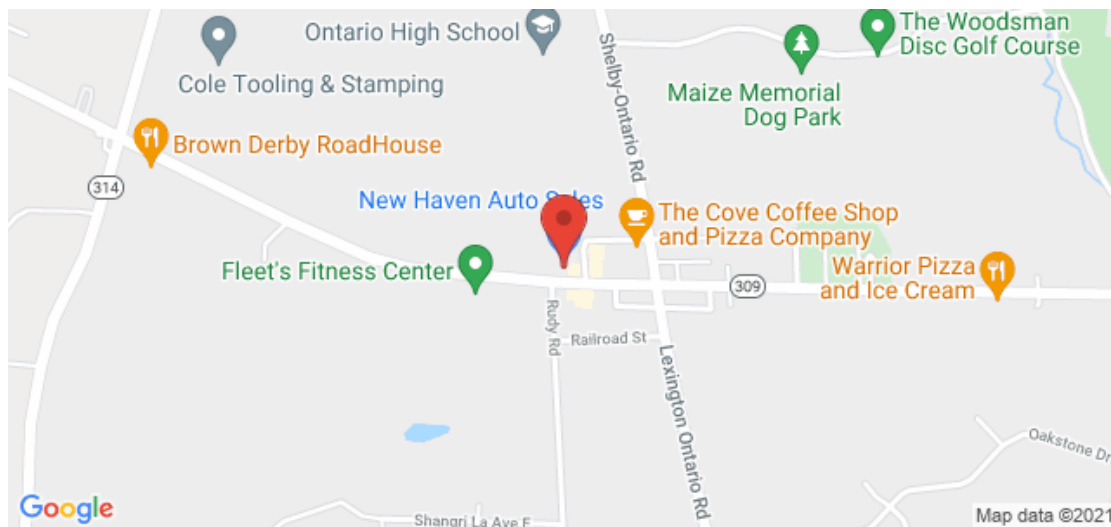 Ontario High School
Cole Tooling & Stamping
The Woodsman
Disc Golf Course
Shelby-Ontario Rd
Maize Memorial
Dog Park
Brown Derby RoadHouse
314
New Haven Auto Sales
The Cove Coffee Shop
and Pizza Company
Fleet's Fitness Center
Warrior Pizza
and Ice Cream
309
Rudy Rd
Railroad St
Lexington Ontario Rd
Oakstone Dr
Shangri La Ave E
Google
Map data ©2021